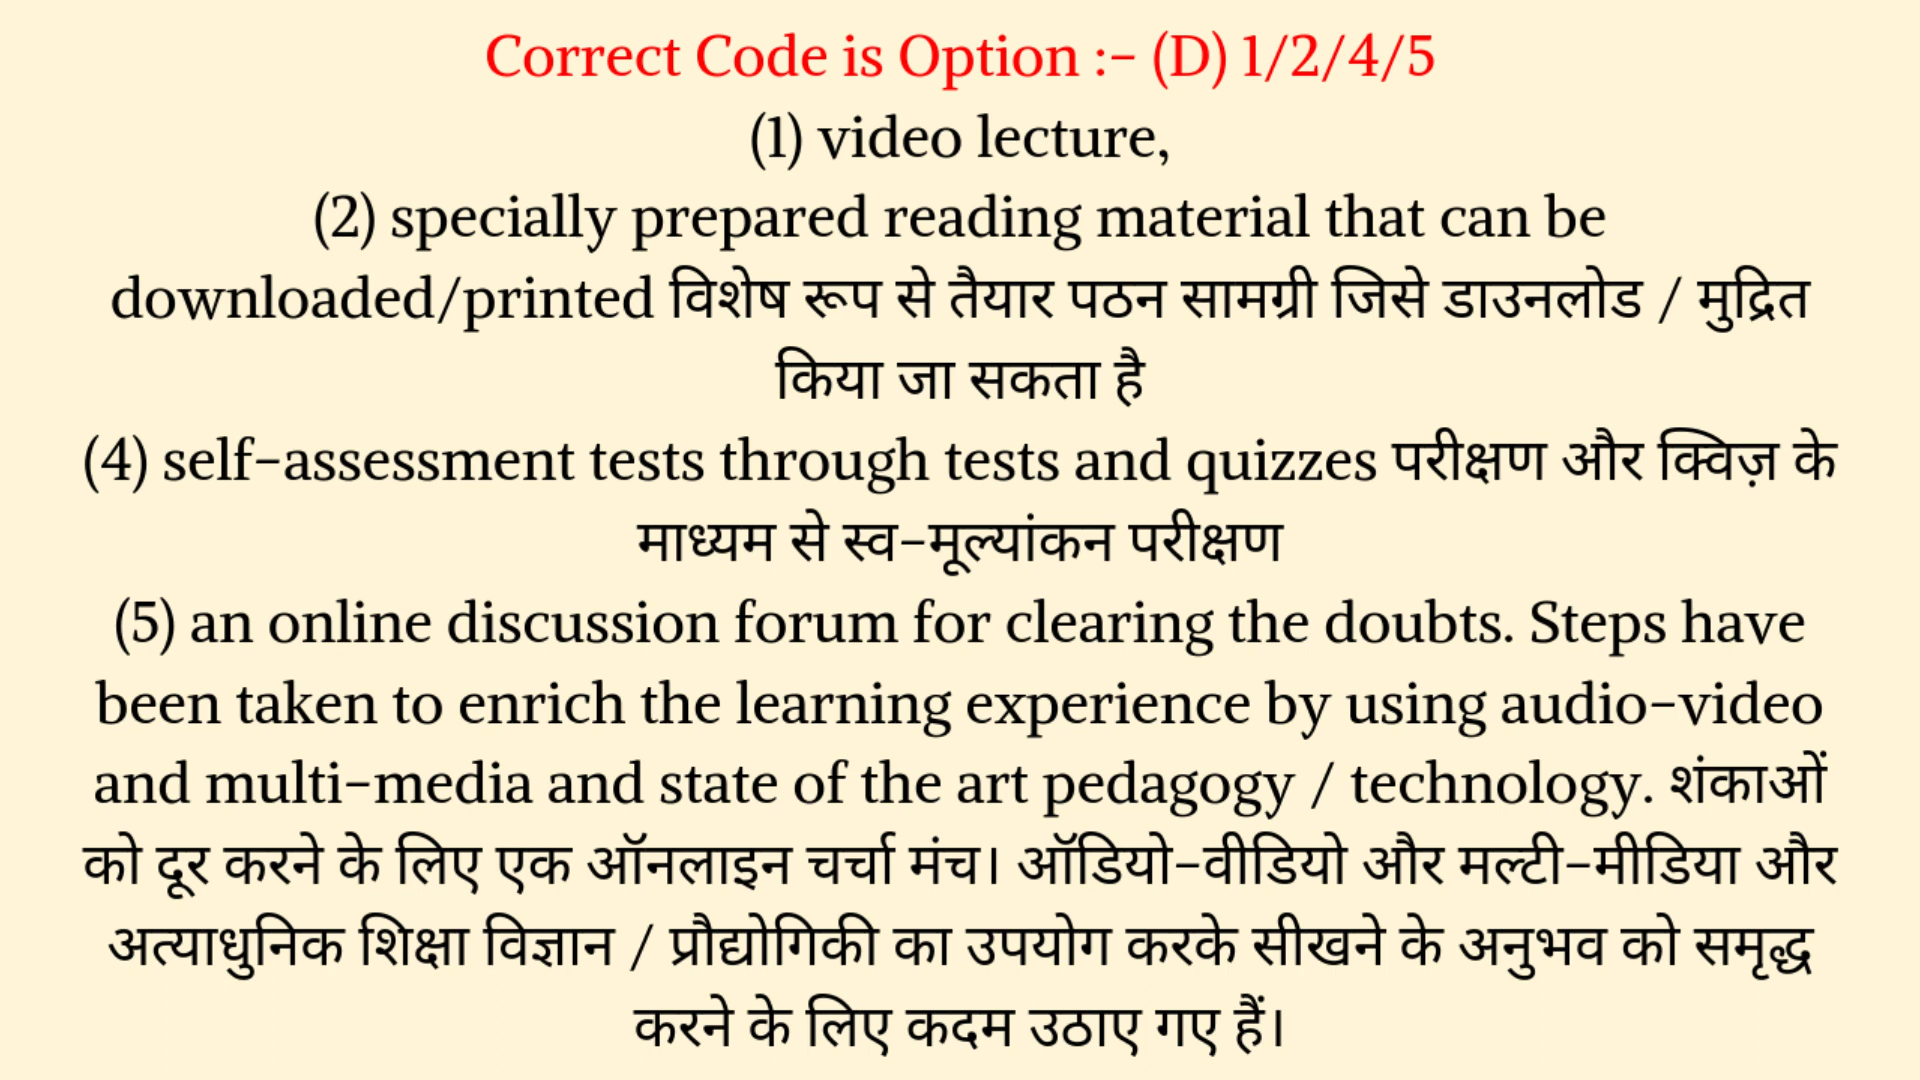 Correct Code is Option :- (D) 1/2/4/5
(1) video lecture,
(2) specially prepared reading material that can be
downloaded/printed विशेष रूप से तैयार पठन सामग्री जिसे डाउनलोड / मुद्रित
किया जा सकता है
(4) self-assessment tests through tests and quizzes परीक्षण और क्विज़ के
माध्यम से स्व-मूल्यांकन परीक्षण
(5) an online discussion forum for clearing the doubts. Steps have
been taken to enrich the learning experience by using audio-video
and multi-media and state of the art pedagogy / technology. शंकाओं
को दूर करने के लिए एक ऑनलाइन चर्चा मंच। ऑडियो-वीडियो और मल्टी-मीडिया और
अत्याधुनिक शिक्षा विज्ञान / प्रौद्योगिकी का उपयोग करके सीखने के अनुभव को समृद्ध
करने के लिए कदम उठाए गए हैं।